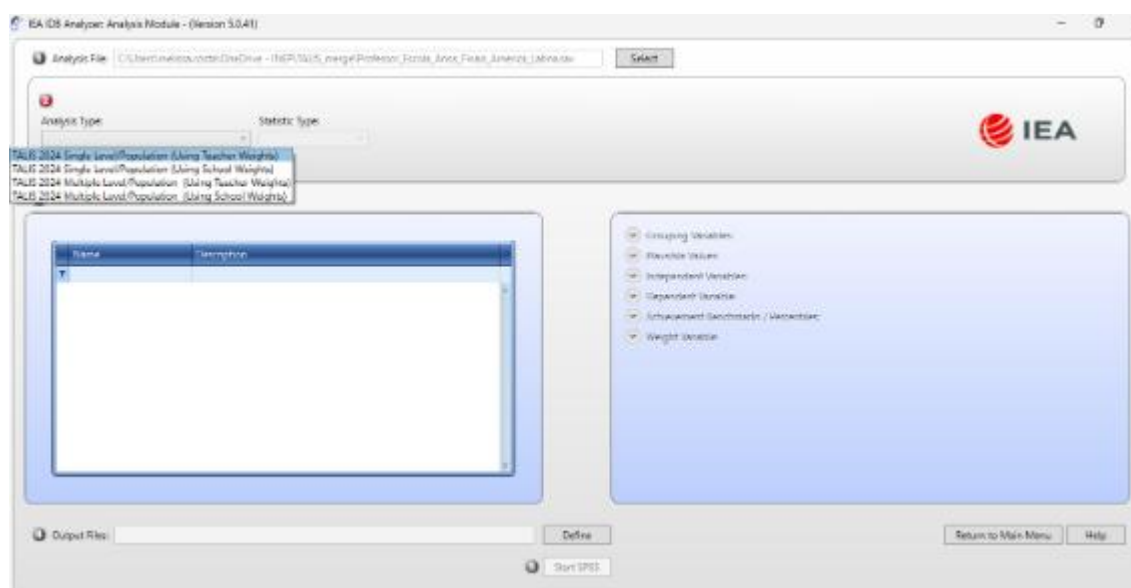 IEA IDB Analyzer: Analysis Module - (Version 5.0.41)
Analysis File:
Select
2
Analysis Type:
Statistic Type:
IEA
TALIS 2024 Single Level/Population (Using Teacher Weights)
TALIS 2024 Single Level/Population (Using School Weights)
TALIS 2024 Multiple Level/Population (Using Teacher Weights)
TALIS 2024 Multiple Level/Population (Using School Weights)
Name
Description
Grouping Variables
Plausible Values
Independent Variables
Dependent Variable
Achievement Benchmarks / Percentiles
Weight Variable
Output Files:
Define
Return to Main Menu
Help
Start SPSS